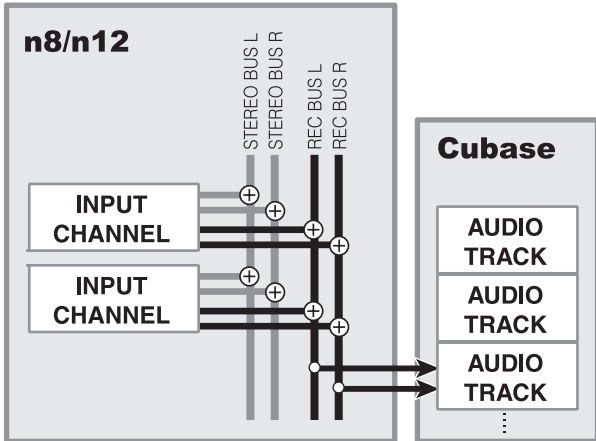 n8/n12
STEREO BUS L
STEREO BUS R
REC BUS L
REC BUS R
INPUT
CHANNEL
INPUT
CHANNEL
Cubase
AUDIO
TRACK
AUDIO
TRACK
AUDIO
TRACK